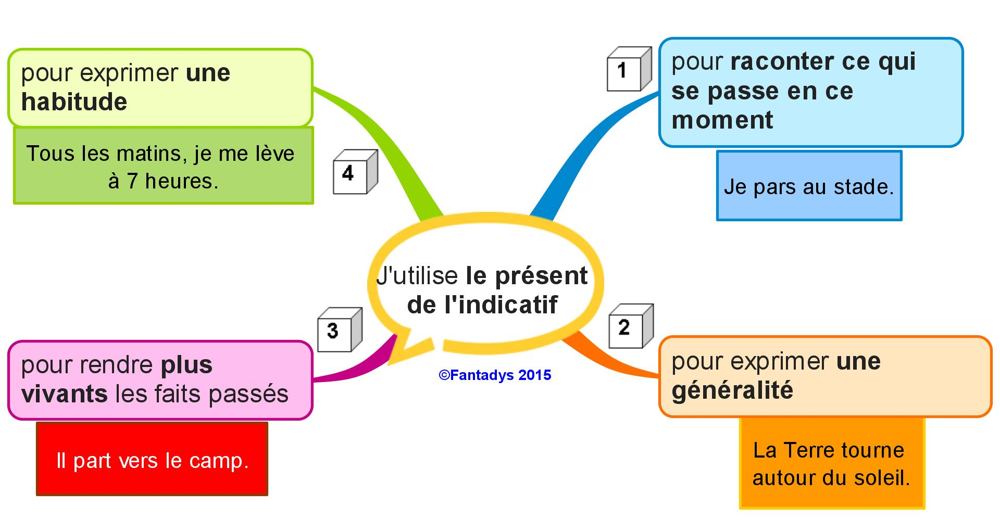 J'utilise le présent
de l'indicatif
1
pour raconter ce qui
se passe en ce
moment
Je pars au stade.
2
pour exprimer une
généralité
La Terre tourne
autour du soleil.
3
pour rendre plus
vivants les faits passés
Il part vers le camp.
4
pour exprimer une
habitude
Tous les matins, je me lève
à 7 heures.
©Fantadys 2015